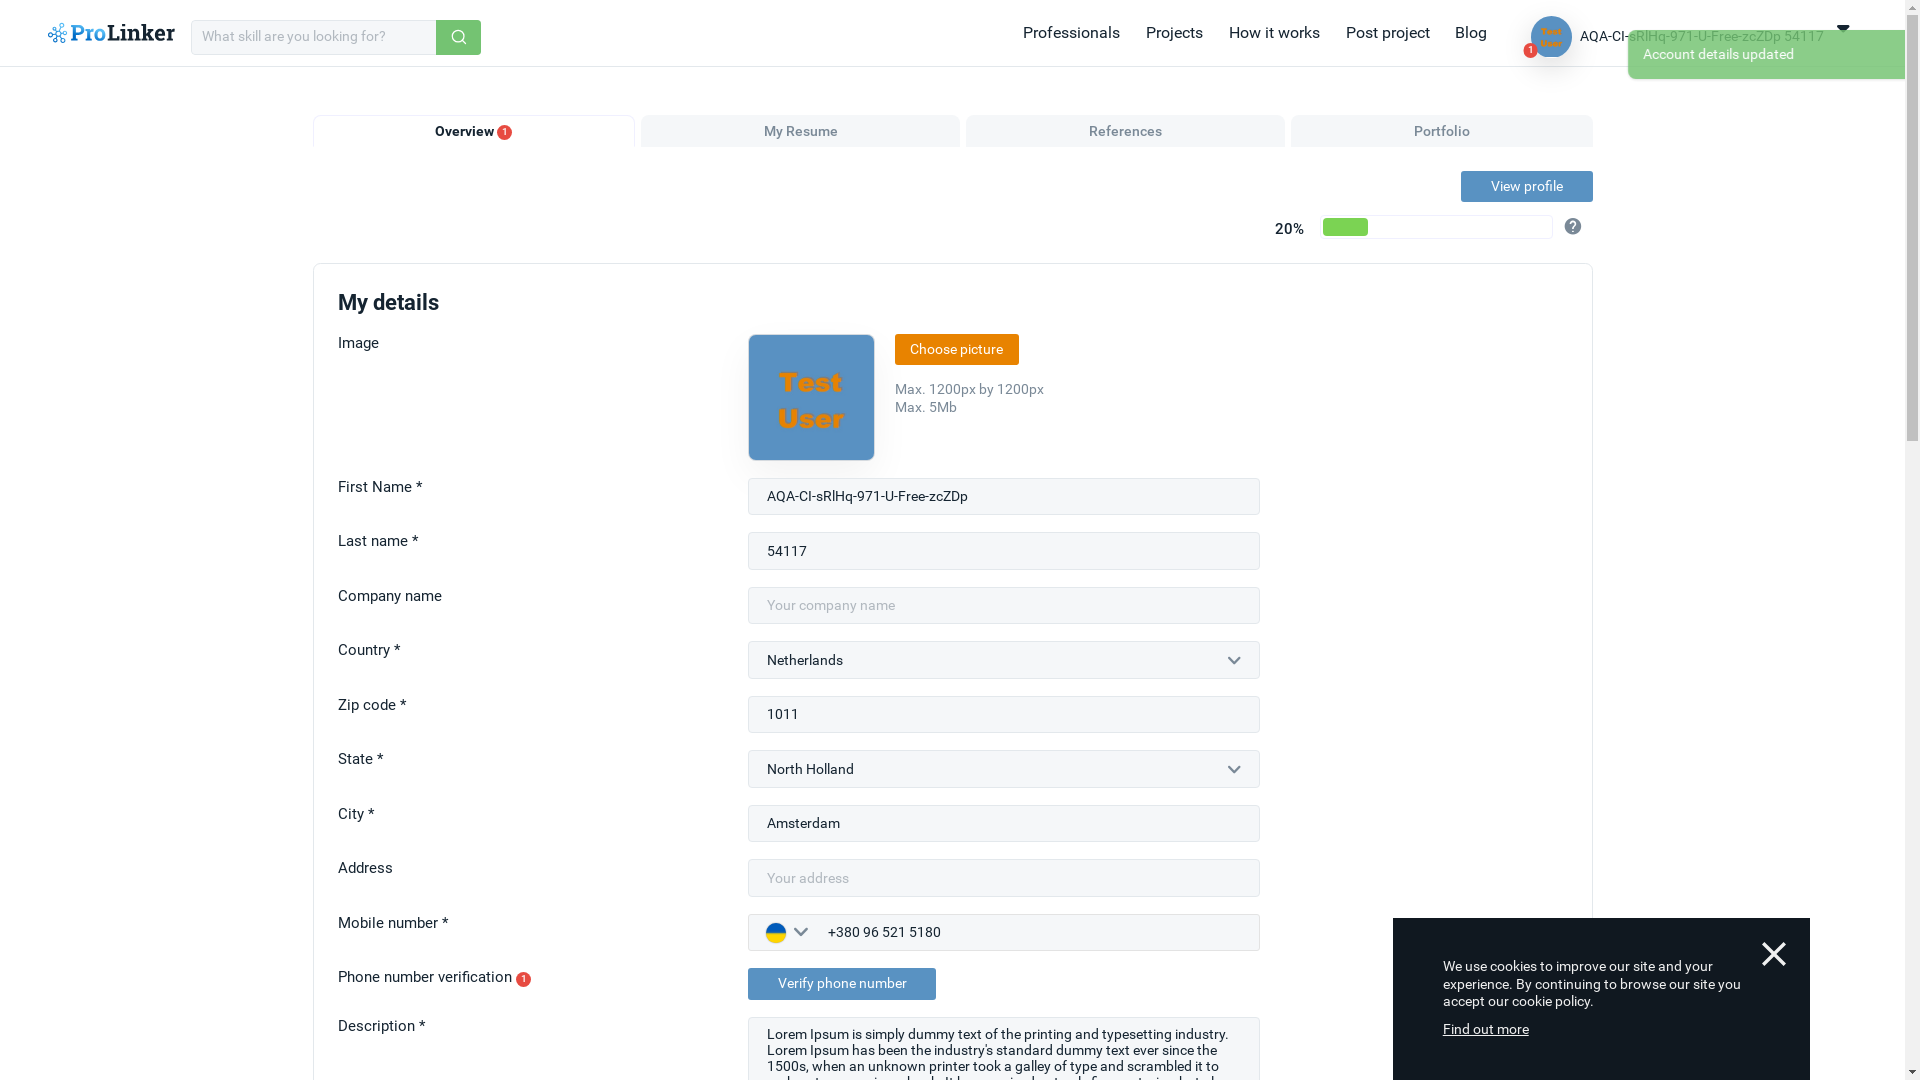 ProLinker
What skill are you looking for?
Professionals
Projects
How it works
Post project
Blog
Test
User
1
AQA-CI-sRlHq-971-U-Free-zcZDp 54117
Account details updated
Overview 1
My Resume
References
Portfolio
View profile
20%
?
My details
Image
Test
User
Choose picture
Max. 1200px by 1200px
Max. 5Mb
First Name *
AQA-CI-sRlHq-971-U-Free-zcZDp
Last name *
54117
Company name
Your company name
Country *
Netherlands
Zip code *
1011
State *
North Holland
City *
Amsterdam
Address
Your address
Mobile number *
+380 96 521 5180
Phone number verification 1
Verify phone number
Description *
Lorem Ipsum is simply dummy text of the printing and typesetting industry.
Lorem Ipsum has been the industry's standard dummy text ever since the
1500s, when an unknown printer took a galley of type and scrambled it to
We use cookies to improve our site and your
experience. By continuing to browse our site you
accept our cookie policy.
Find out more